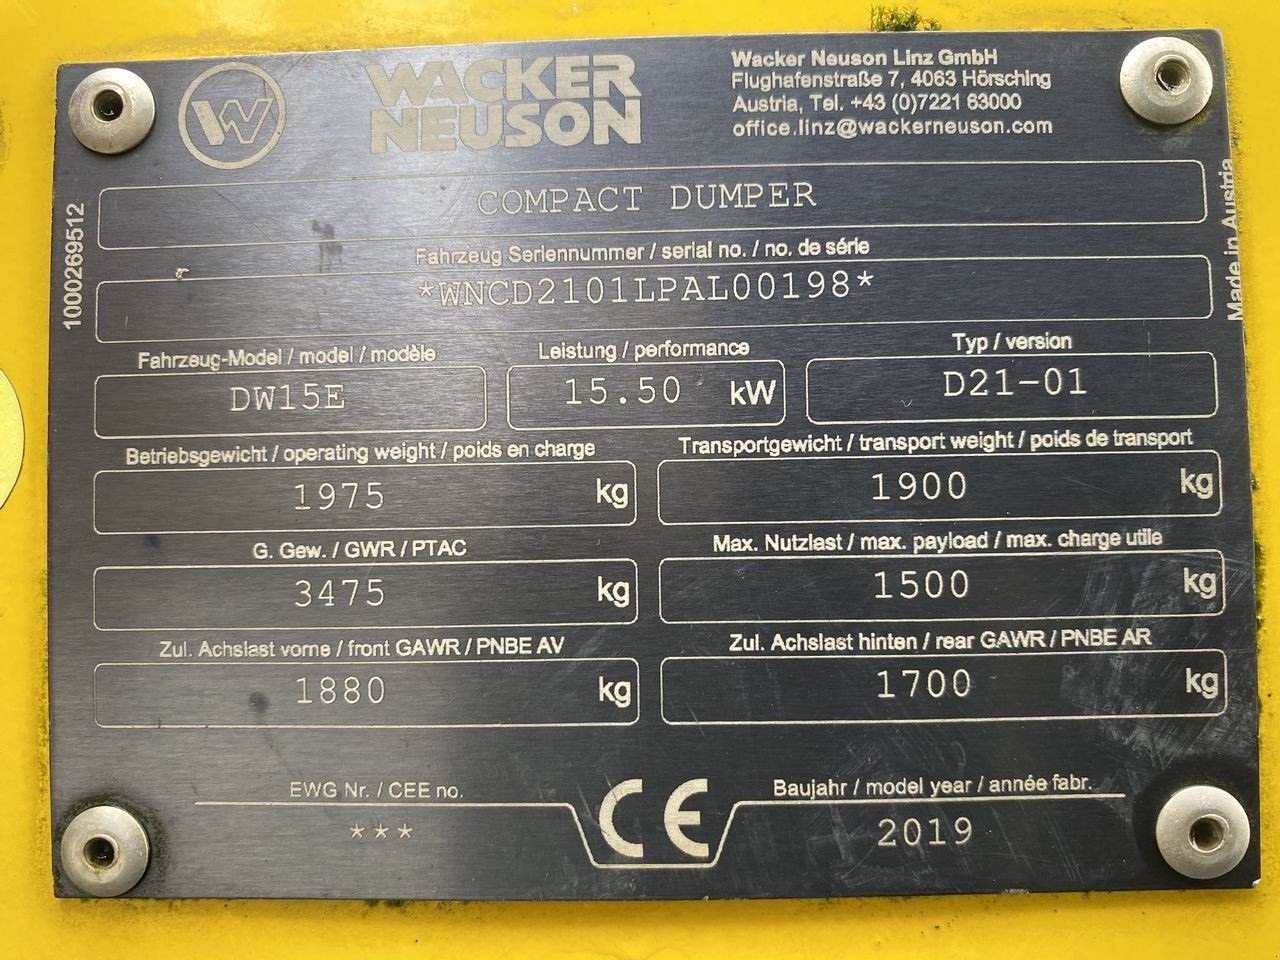 WACKER
NEUSON
Wacker Neuson Linz GmbH
Flughafenstraße 7, 4063 Hörsching
Austria, Tel. +43 (0)7221 63000
office.linz@wackerneuson.com
1000269512
Made in Austria
COMPACT DUMPER
Fahrzeug Seriennummer / serial no. / no. de série
*WNCD2101LPAL00198*
Fahrzeug-Model / model / modèle
DW15E
Leistung / performance
15.50 kW
Typ / version
D21-01
Betriebsgewicht / operating weight / poids en charge
1975 kg
Transportgewicht / transport weight / poids de transport
1900 kg
G. Gew. / GWR / PTAC
3475 kg
Max. Nutzlast / max. payload / max. charge utile
1500 kg
Zul. Achslast vorne / front GAWR / PNBE AV
1880 kg
Zul. Achslast hinten / rear GAWR / PNBE AR
1700 kg
EWG Nr. / CEE no.
***
CE
Baujahr / model year / année fabr.
2019